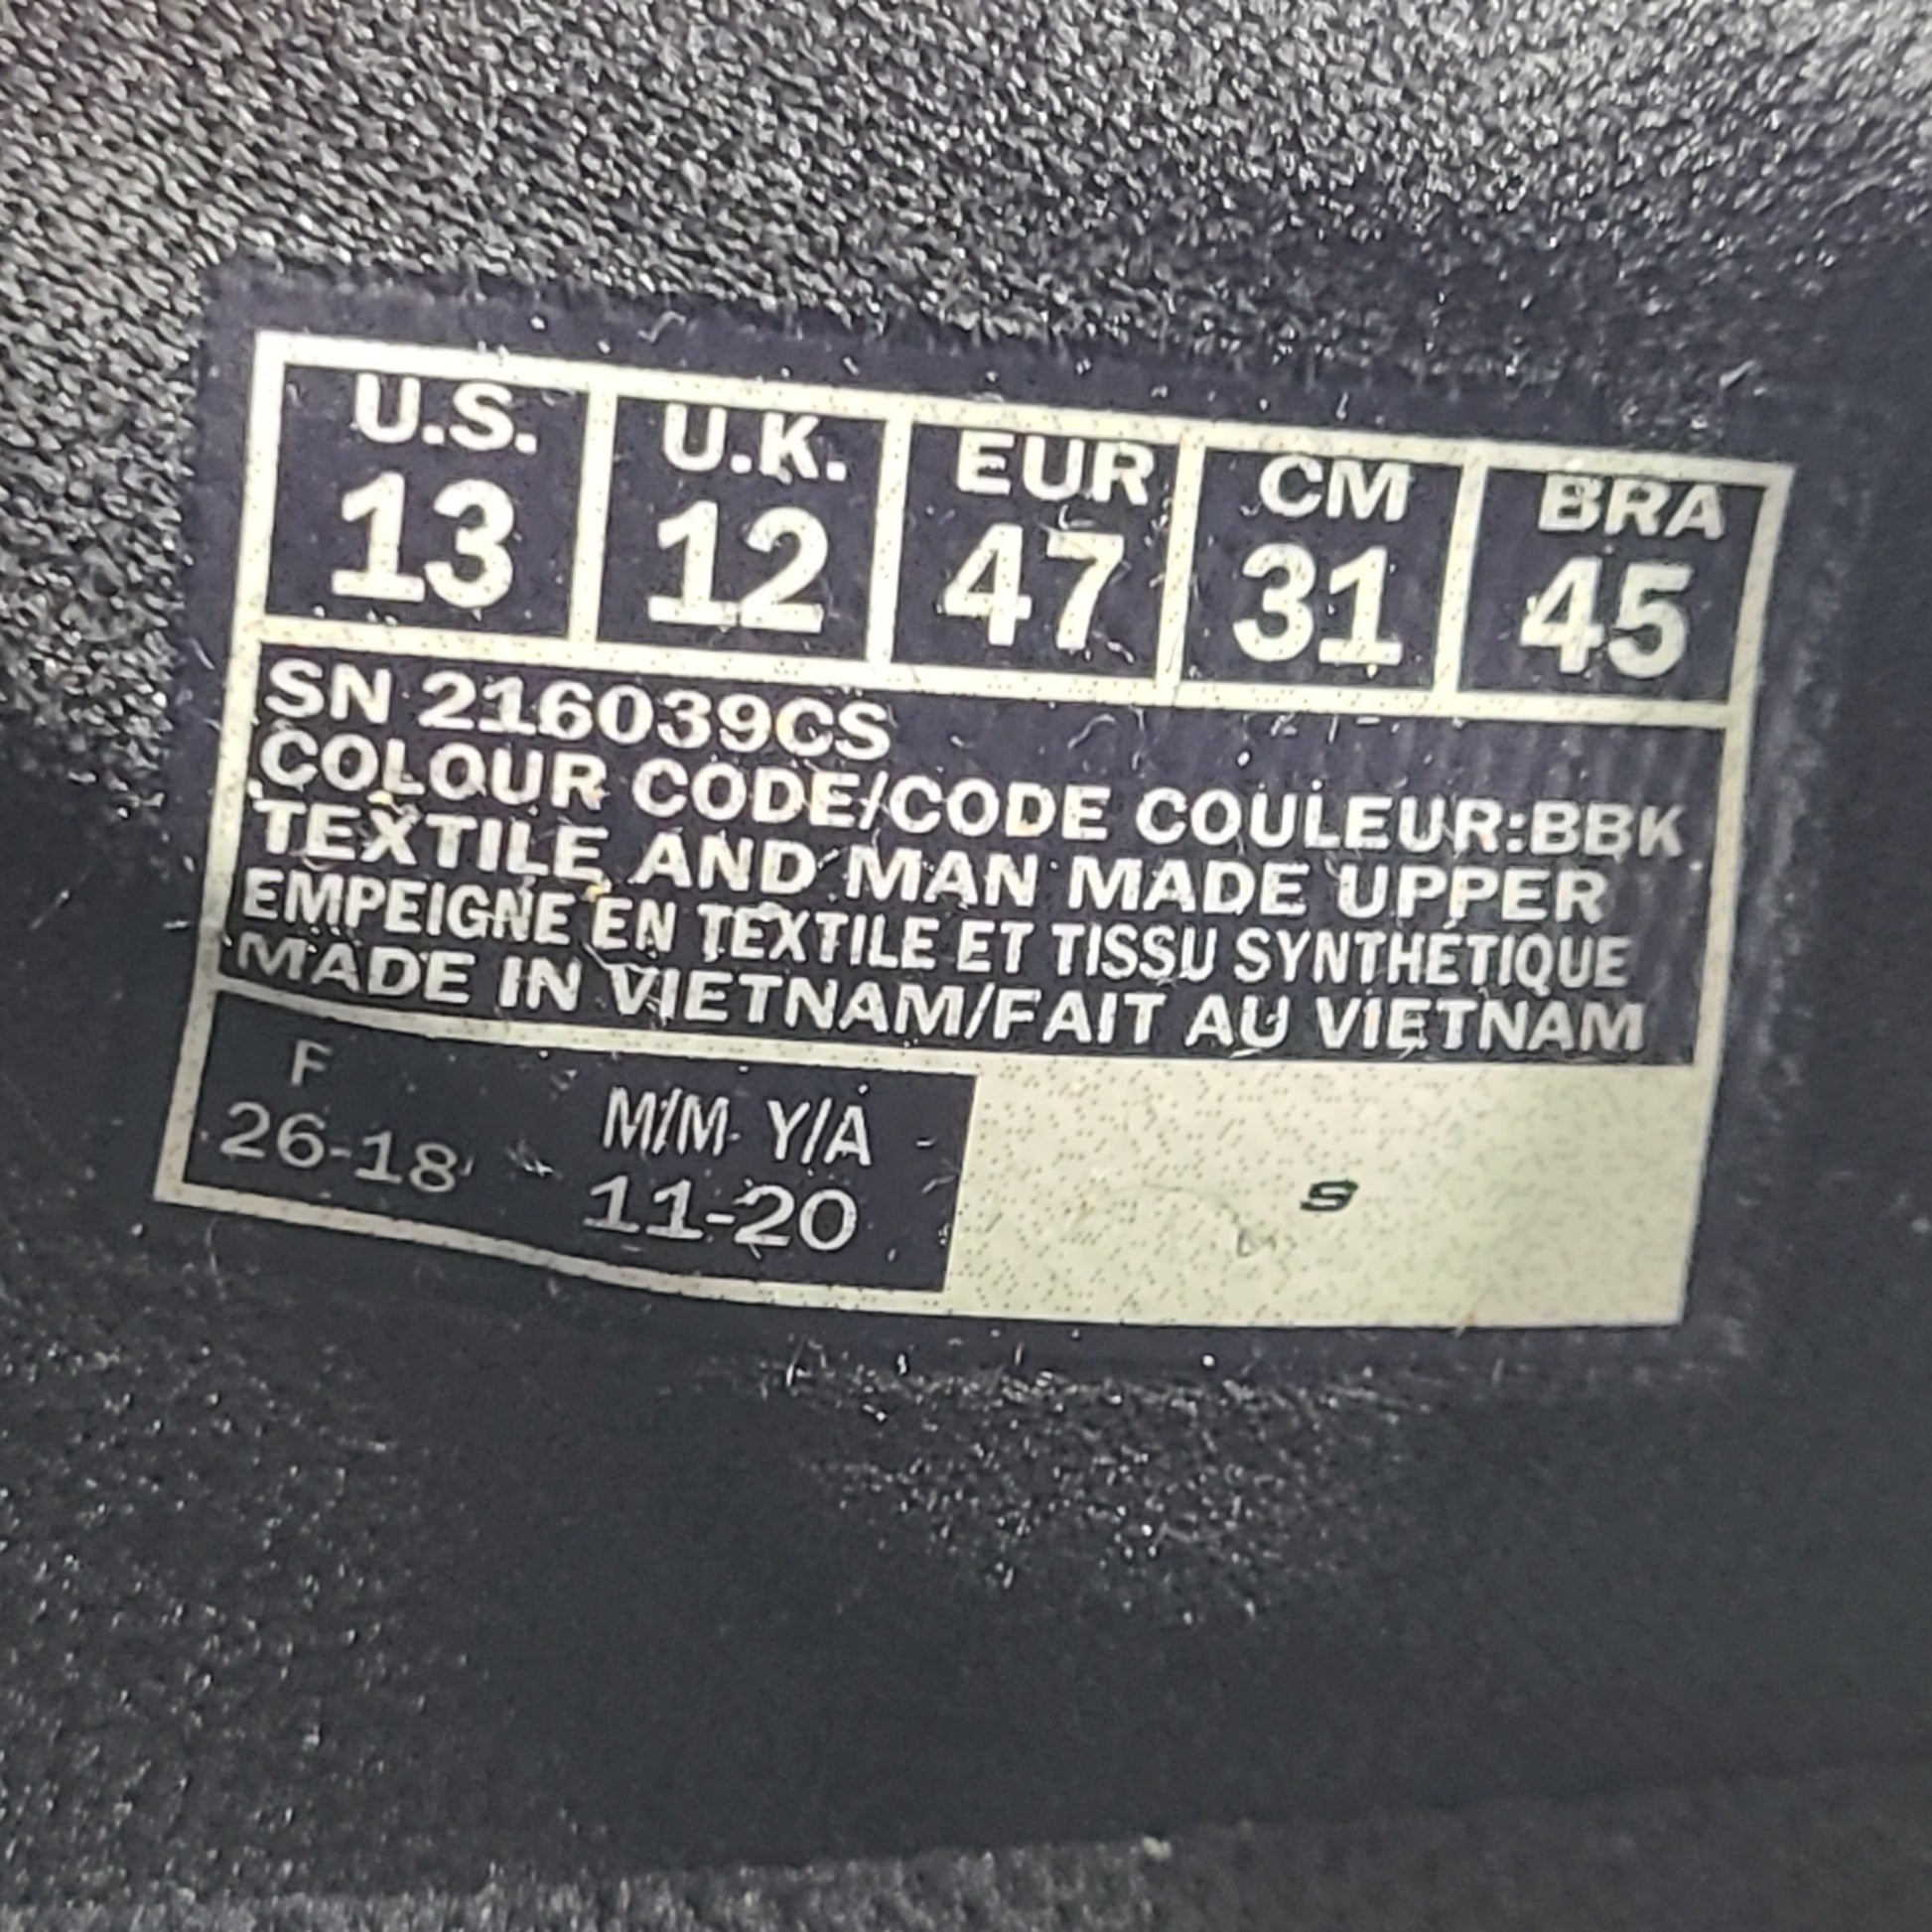 U.S. U.K. EUR CM BRA
13 12 47 31 45
SN 216039CS
COLOUR CODE/CODE COULEUR:BBK
TEXTILE AND MAN MADE UPPER
EMPEIGNE EN TEXTILE ET TISSU SYNTHÉTIQUE
MADE IN VIETNAM/FAIT AU VIETNAM
F M/M Y/A
26-18 11-20
S